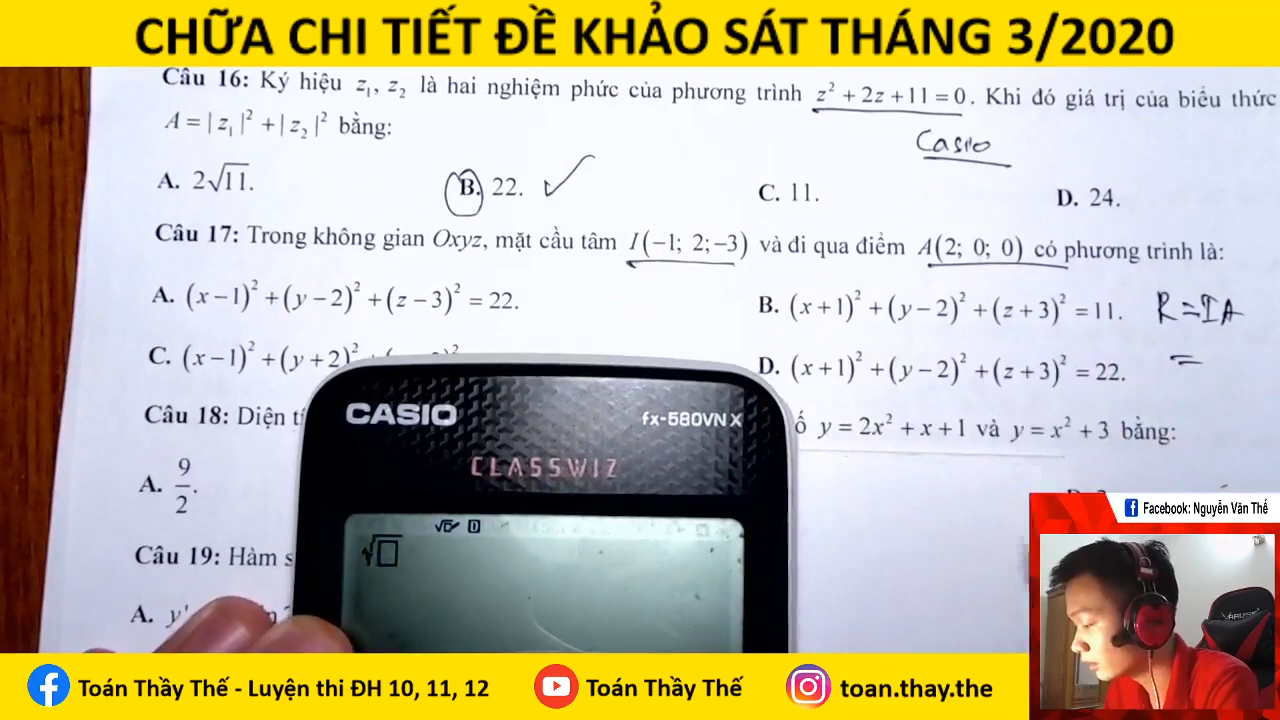 CHỮA CHI TIẾT ĐỀ KHẢO SÁT THÁNG 3/2020
Câu 16: Ký hiệu z₁, z₂ là hai nghiệm phức của phương trình z² + 2z + 11 = 0. Khi đó giá trị của biểu thức
A = | z₁ |² + | z₂ |² bằng:
Casio
A. 2√11.
B. 22.
C. 11.
D. 24.
Câu 17: Trong không gian Oxyz, mặt cầu tâm I(−1; 2; −3) và đi qua điểm A(2; 0; 0) có phương trình là:
A. (x − 1)² + (y − 2)² + (z − 3)² = 22.
B. (x + 1)² + (y − 2)² + (z + 3)² = 11.
R = IA
=
C. (x − 1)² + (y + 2)²
D. (x + 1)² + (y − 2)² + (z + 3)² = 22.
Câu 18: Diện
y = 2x² + x + 1 và y = x² + 3 bằng:
A. 9/2.
Câu 19: Hàm
A. y'
CASIO
fx-580VN X
CLASSWIZ
√□
Facebook: Nguyễn Văn Thế
Toán Thầy Thế - Luyện thi ĐH 10, 11, 12
Toán Thầy Thế
toan.thay.the